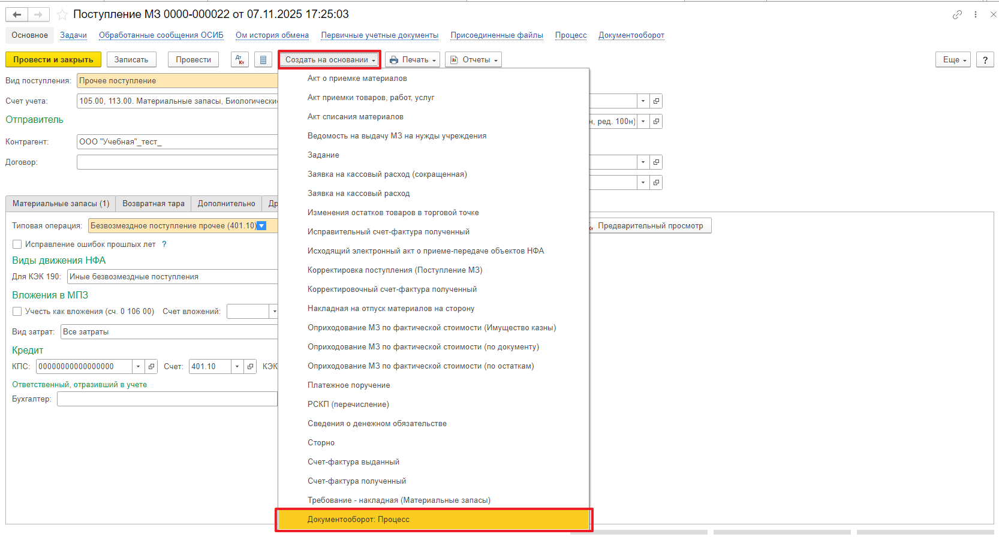 Поступление МЗ 0000-000022 от 07.11.2025 17:25:03
Основное Задачи Обработанные сообщения ОСИБ Ом история обмена Первичные учетные документы Присоединенные файлы Процесс Документооборот
Провести и закрыть Записать Провести Дт Кт Создать на основании Печать Отчеты Еще ?
Вид поступления: Прочее поступление
Счет учета: 105.00, 113.00. Материальные запасы, Биологические
Отправитель
н, ред. 100н)
Контрагент: ООО "Учебная"_тест_
Договор:
Материальные запасы (1) Возвратная тара Дополнительно Др
Типовая операция: Безвозмездное поступление прочее (401.10) Кт Предварительный просмотр
Исправление ошибок прошлых лет ?
Виды движения НФА
Для КЭК 190: Иные безвозмездные поступления
Вложения в МПЗ
Учесть как вложения (сч. 0 106 00) Счет вложений:
Вид затрат: Все затраты
Кредит
КПС: 00000000000000000 Счет: 401.10 КЭК
Ответственный, отразивший в учете
Бухгалтер:
Акт о приемке материалов
Акт приемки товаров, работ, услуг
Акт списания материалов
Ведомость на выдачу МЗ на нужды учреждения
Задание
Заявка на кассовый расход (сокращенная)
Заявка на кассовый расход
Изменения остатков товаров в торговой точке
Исправительный счет-фактура полученный
Исходящий электронный акт о приеме-передаче объектов НФА
Корректировка поступления (Поступление МЗ)
Корректировочный счет-фактура полученный
Накладная на отпуск материалов на сторону
Оприходование МЗ по фактической стоимости (Имущество казны)
Оприходование МЗ по фактической стоимости (по документу)
Оприходование МЗ по фактической стоимости (по остаткам)
Платежное поручение
РСКП (перечисление)
Сведения о денежном обязательстве
Сторно
Счет-фактура выданный
Счет-фактура полученный
Требование - накладная (Материальные запасы)
Документооборот: Процесс